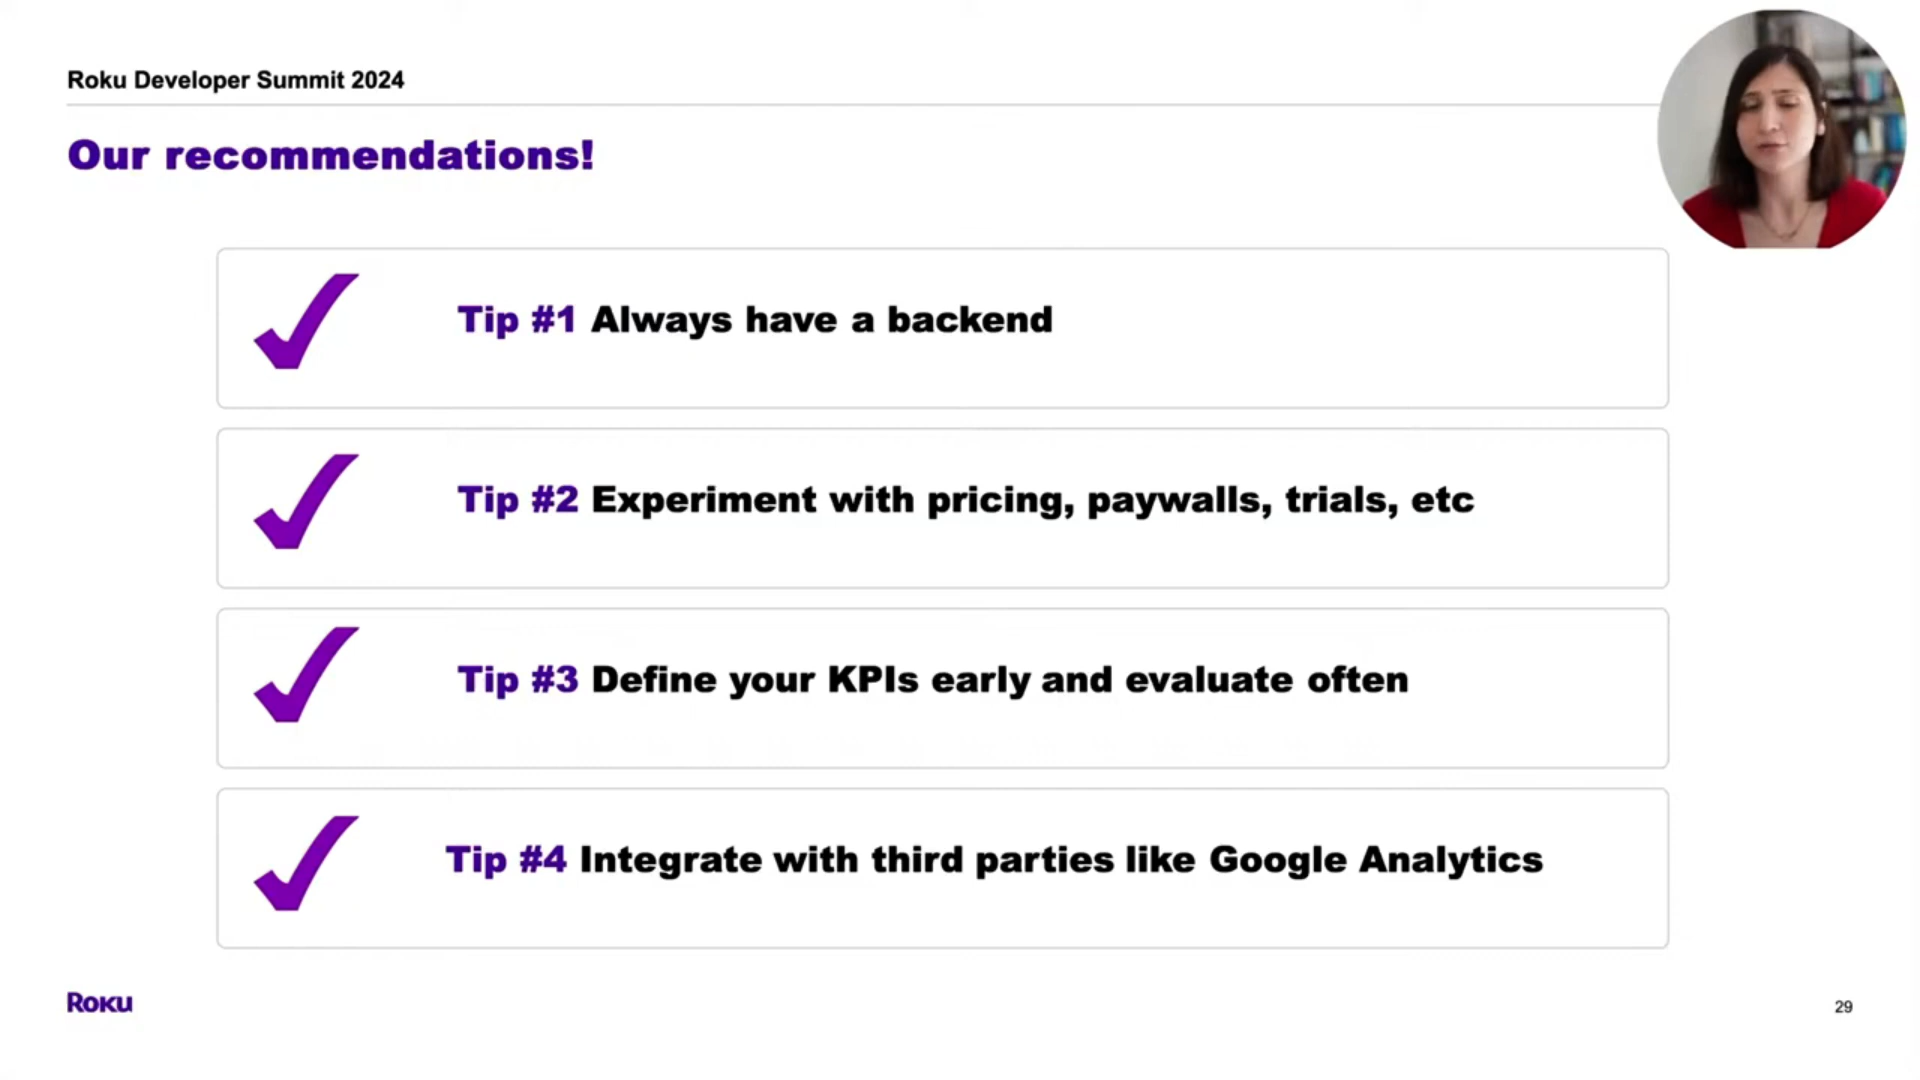 Roku Developer Summit 2024
Our recommendations!
Tip #1 Always have a backend
Tip #2 Experiment with pricing, paywalls, trials, etc
Tip #3 Define your KPIs early and evaluate often
Tip #4 Integrate with third parties like Google Analytics
Roku
29